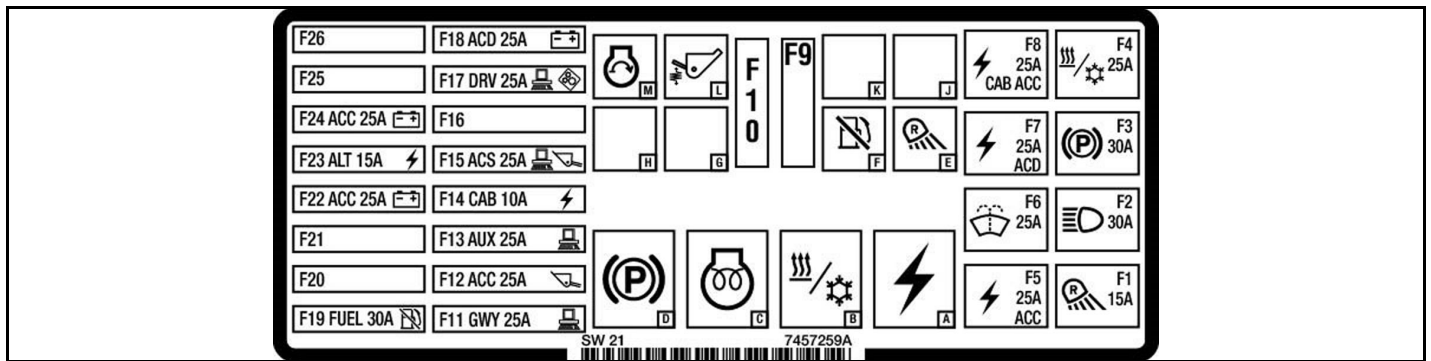 F26
F25
F24 ACC 25A
F23 ALT 15A
F22 ACC 25A
F21
F20
F19 FUEL 30A
F18 ACD 25A
F17 DRV 25A
F16
F15 ACS 25A
F14 CAB 10A
F13 AUX 25A
F12 ACC 25A
F11 GWY 25A
M
L
H
G
F10
F9
K
J
F
R
E
P
D
C
B
A
F8
25A
CAB ACC
F7
25A
ACD
F6
25A
F5
25A
ACC
F4
25A
P
F3
30A
F2
30A
R
F1
15A
SW 21
7457259A